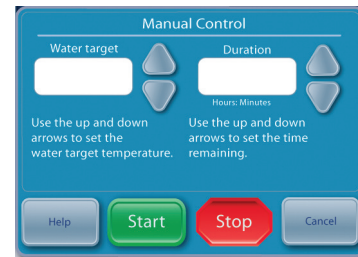 Manual Control
Water target
Duration
Hours: Minutes
Use the up and down
arrows to set the
water target temperature.
Use the up and down
arrows to set the time
remaining.
Help
Start
Stop
Cancel